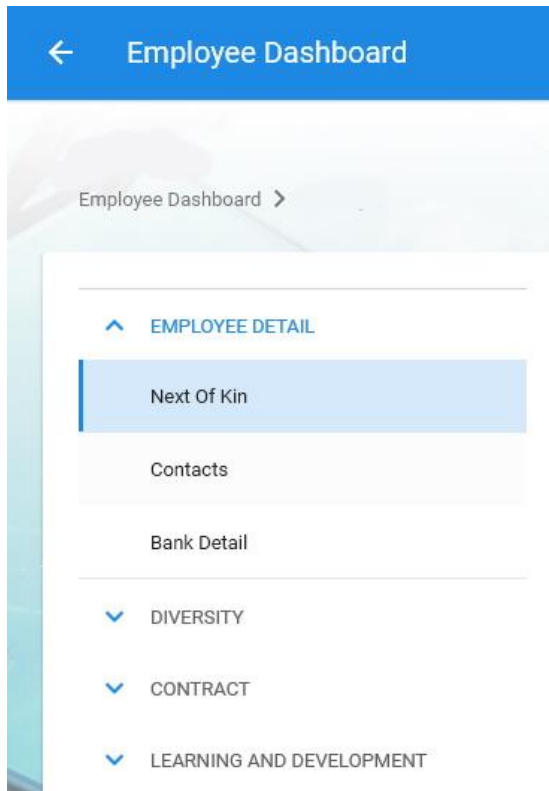 Employee Dashboard
Employee Dashboard
EMPLOYEE DETAIL
Next Of Kin
Contacts
Bank Detail
DIVERSITY
CONTRACT
LEARNING AND DEVELOPMENT